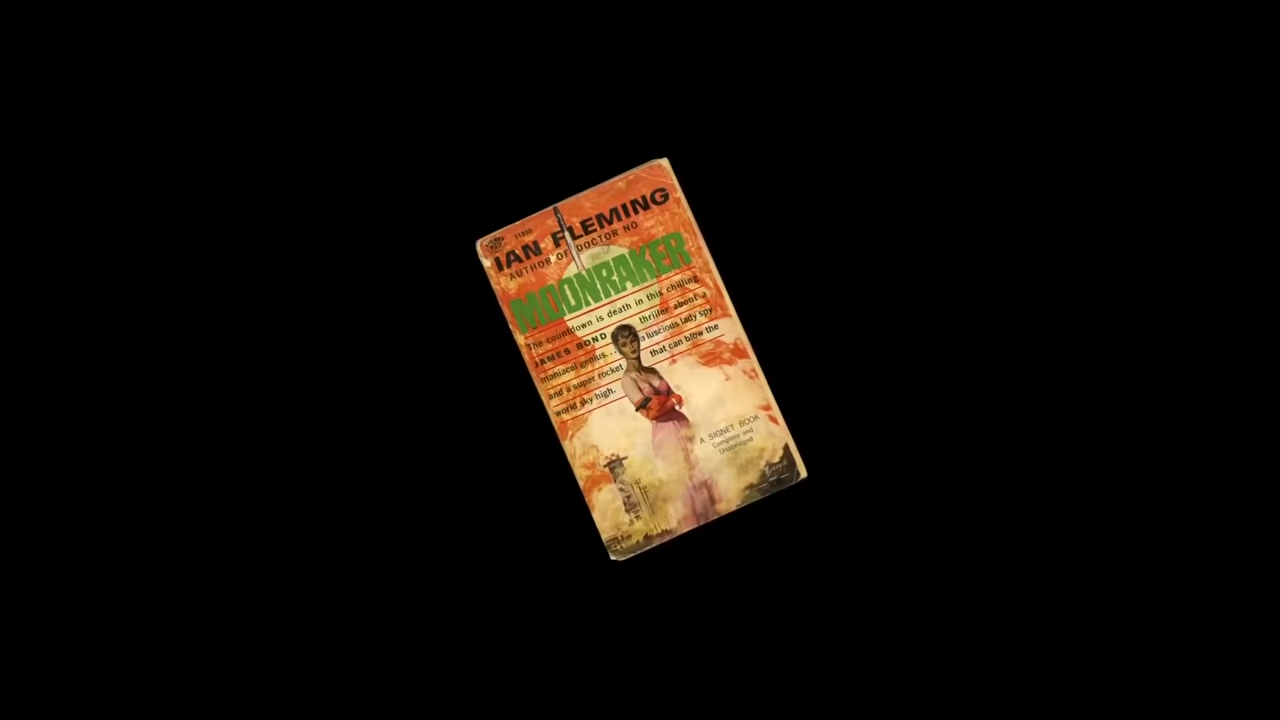 S1850
IAN FLEMING
AUTHOR OF DOCTOR NO
MOONRAKER
The countdown is death in this chilling
JAMES BOND thriller about a
maniacal genius... a luscious lady spy
and a super rocket that can blow the
world sky high.
A SIGNET BOOK
Complete and
Unabridged